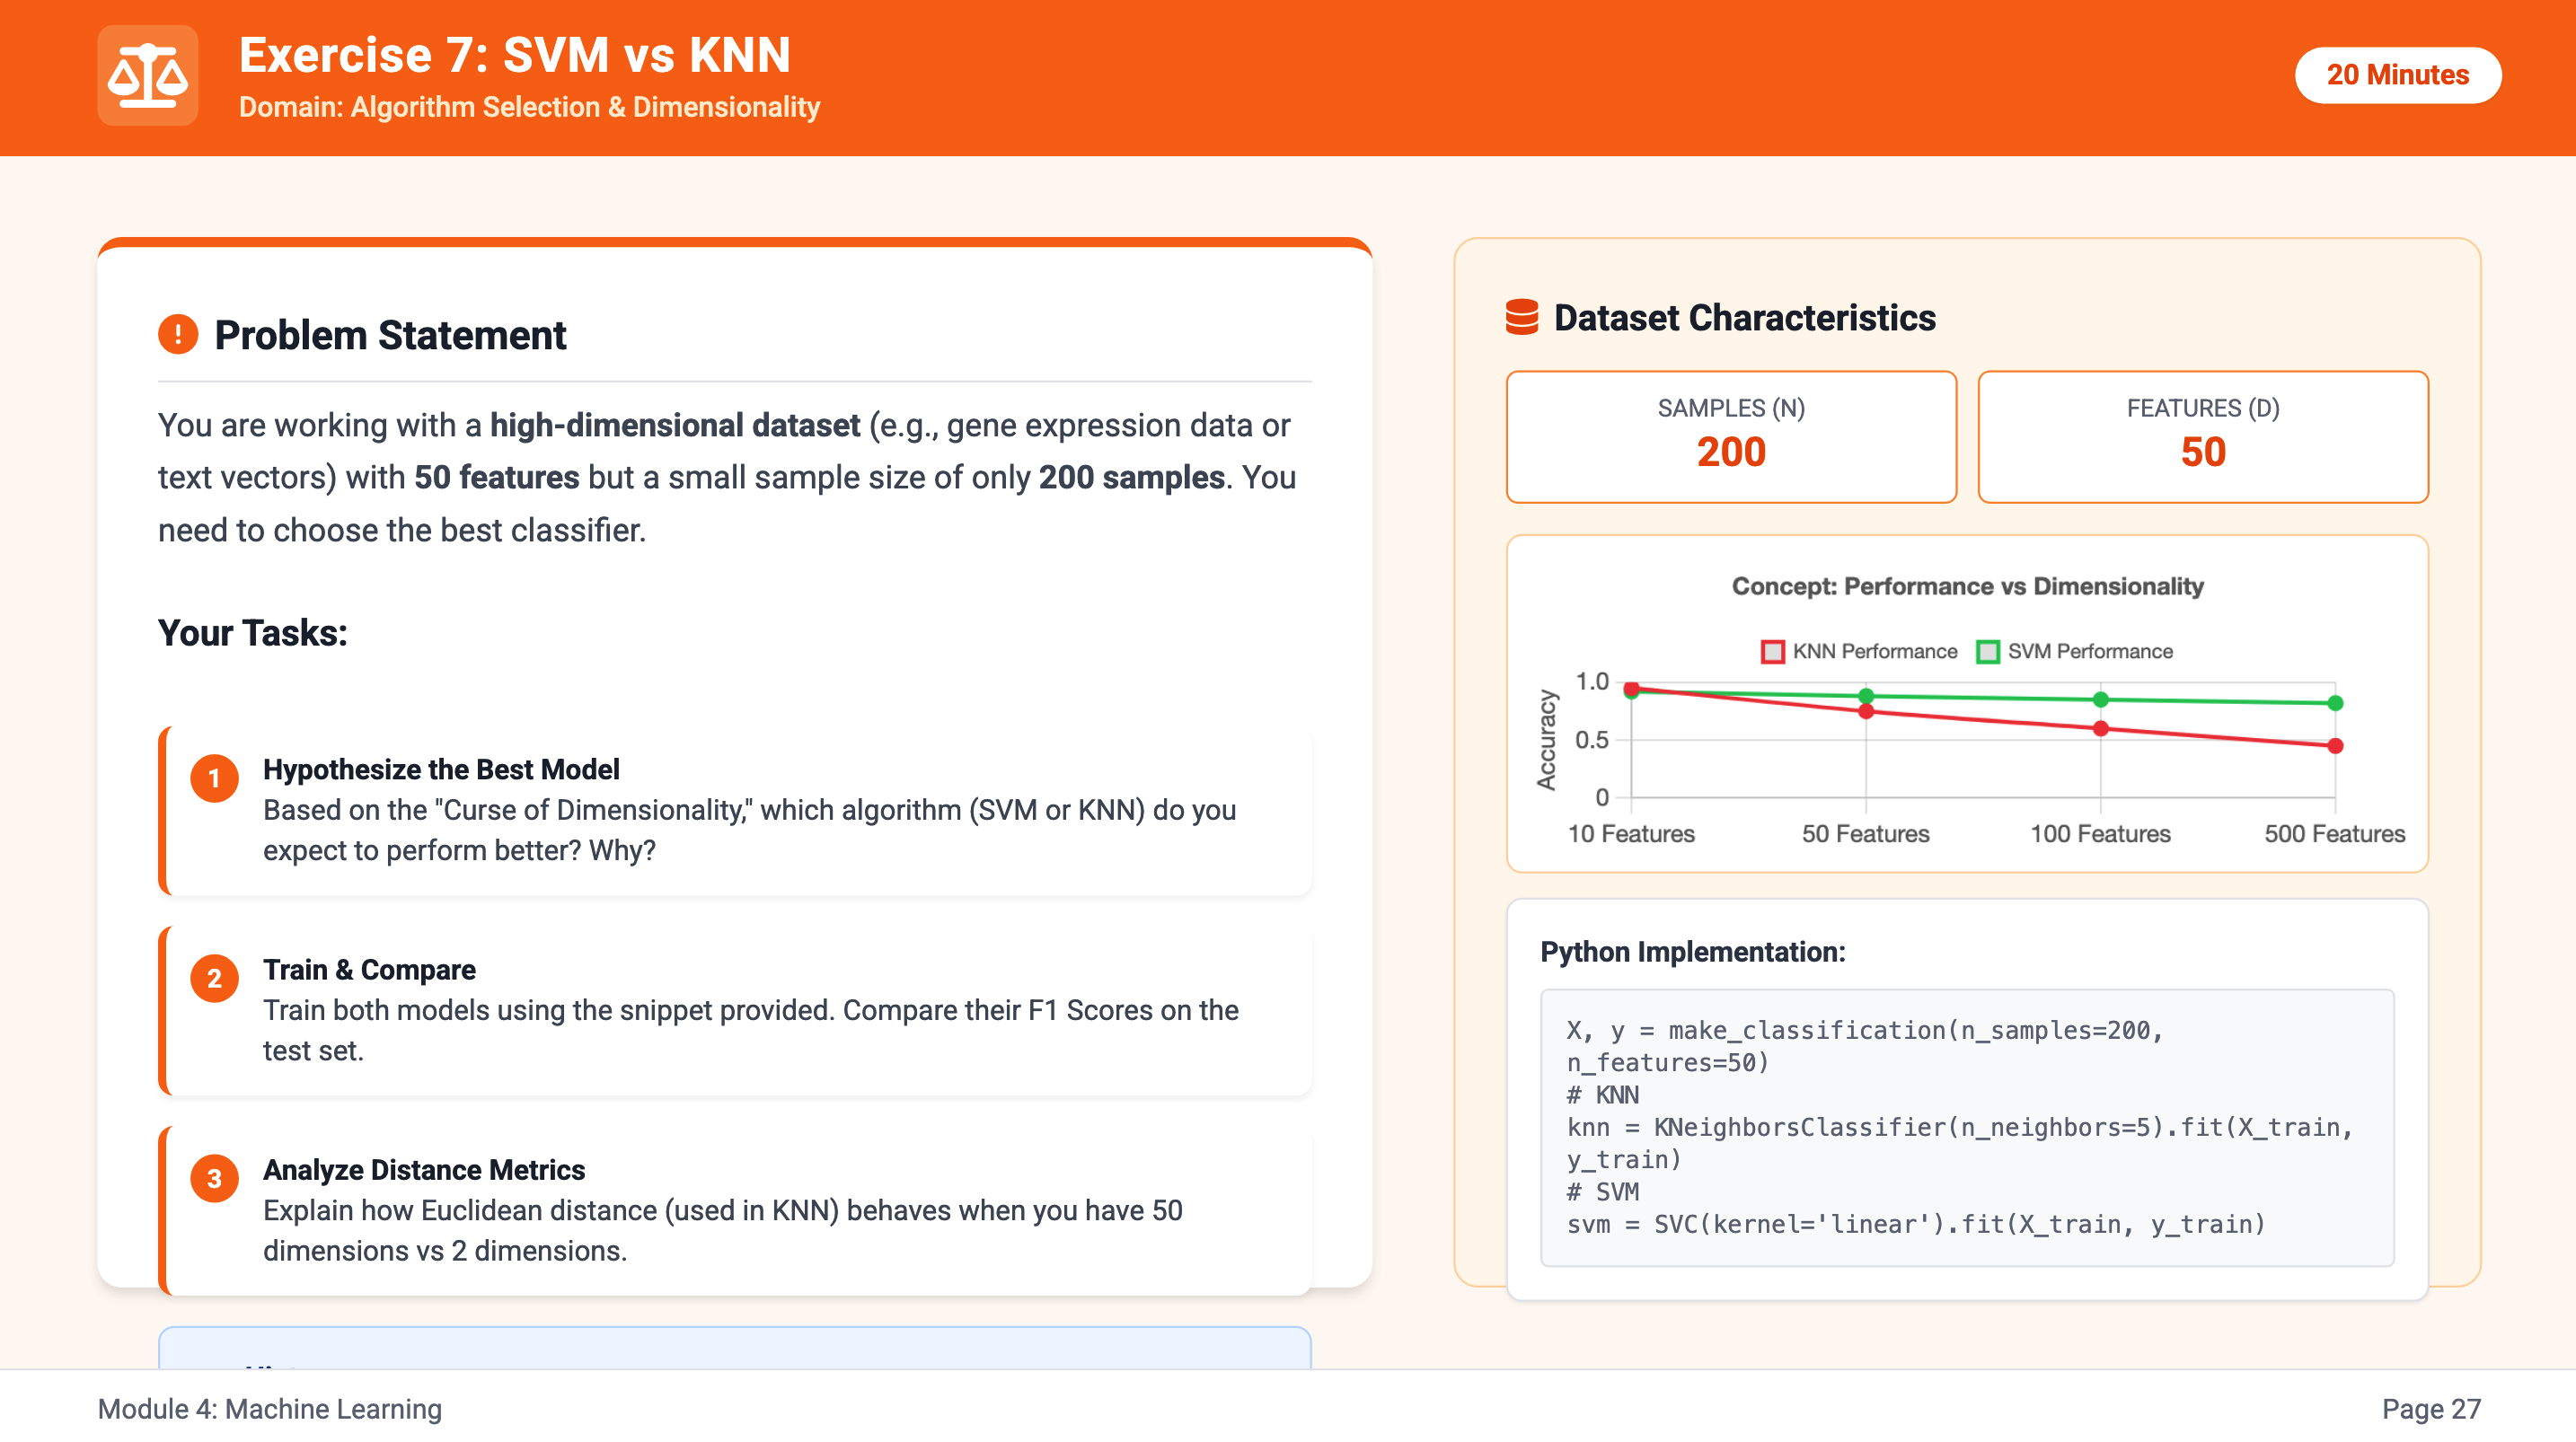 Exercise 7: SVM vs KNN
Domain: Algorithm Selection & Dimensionality
20 Minutes
Problem Statement
You are working with a high-dimensional dataset (e.g., gene expression data or
text vectors) with 50 features but a small sample size of only 200 samples. You
need to choose the best classifier.
Your Tasks:
1
Hypothesize the Best Model
Based on the "Curse of Dimensionality," which algorithm (SVM or KNN) do you
expect to perform better? Why?
2
Train & Compare
Train both models using the snippet provided. Compare their F1 Scores on the
test set.
3
Analyze Distance Metrics
Explain how Euclidean distance (used in KNN) behaves when you have 50
dimensions vs 2 dimensions.
Dataset Characteristics
SAMPLES (N)
200
FEATURES (D)
50
Concept: Performance vs Dimensionality
KNN Performance
SVM Performance
Accuracy
1.0
0.5
0
10 Features
50 Features
100 Features
500 Features
Python Implementation:
X, y = make_classification(n_samples=200,
n_features=50)
# KNN
knn = KNeighborsClassifier(n_neighbors=5).fit(X_train,
y_train)
# SVM
svm = SVC(kernel='linear').fit(X_train, y_train)
Module 4: Machine Learning
Page 27